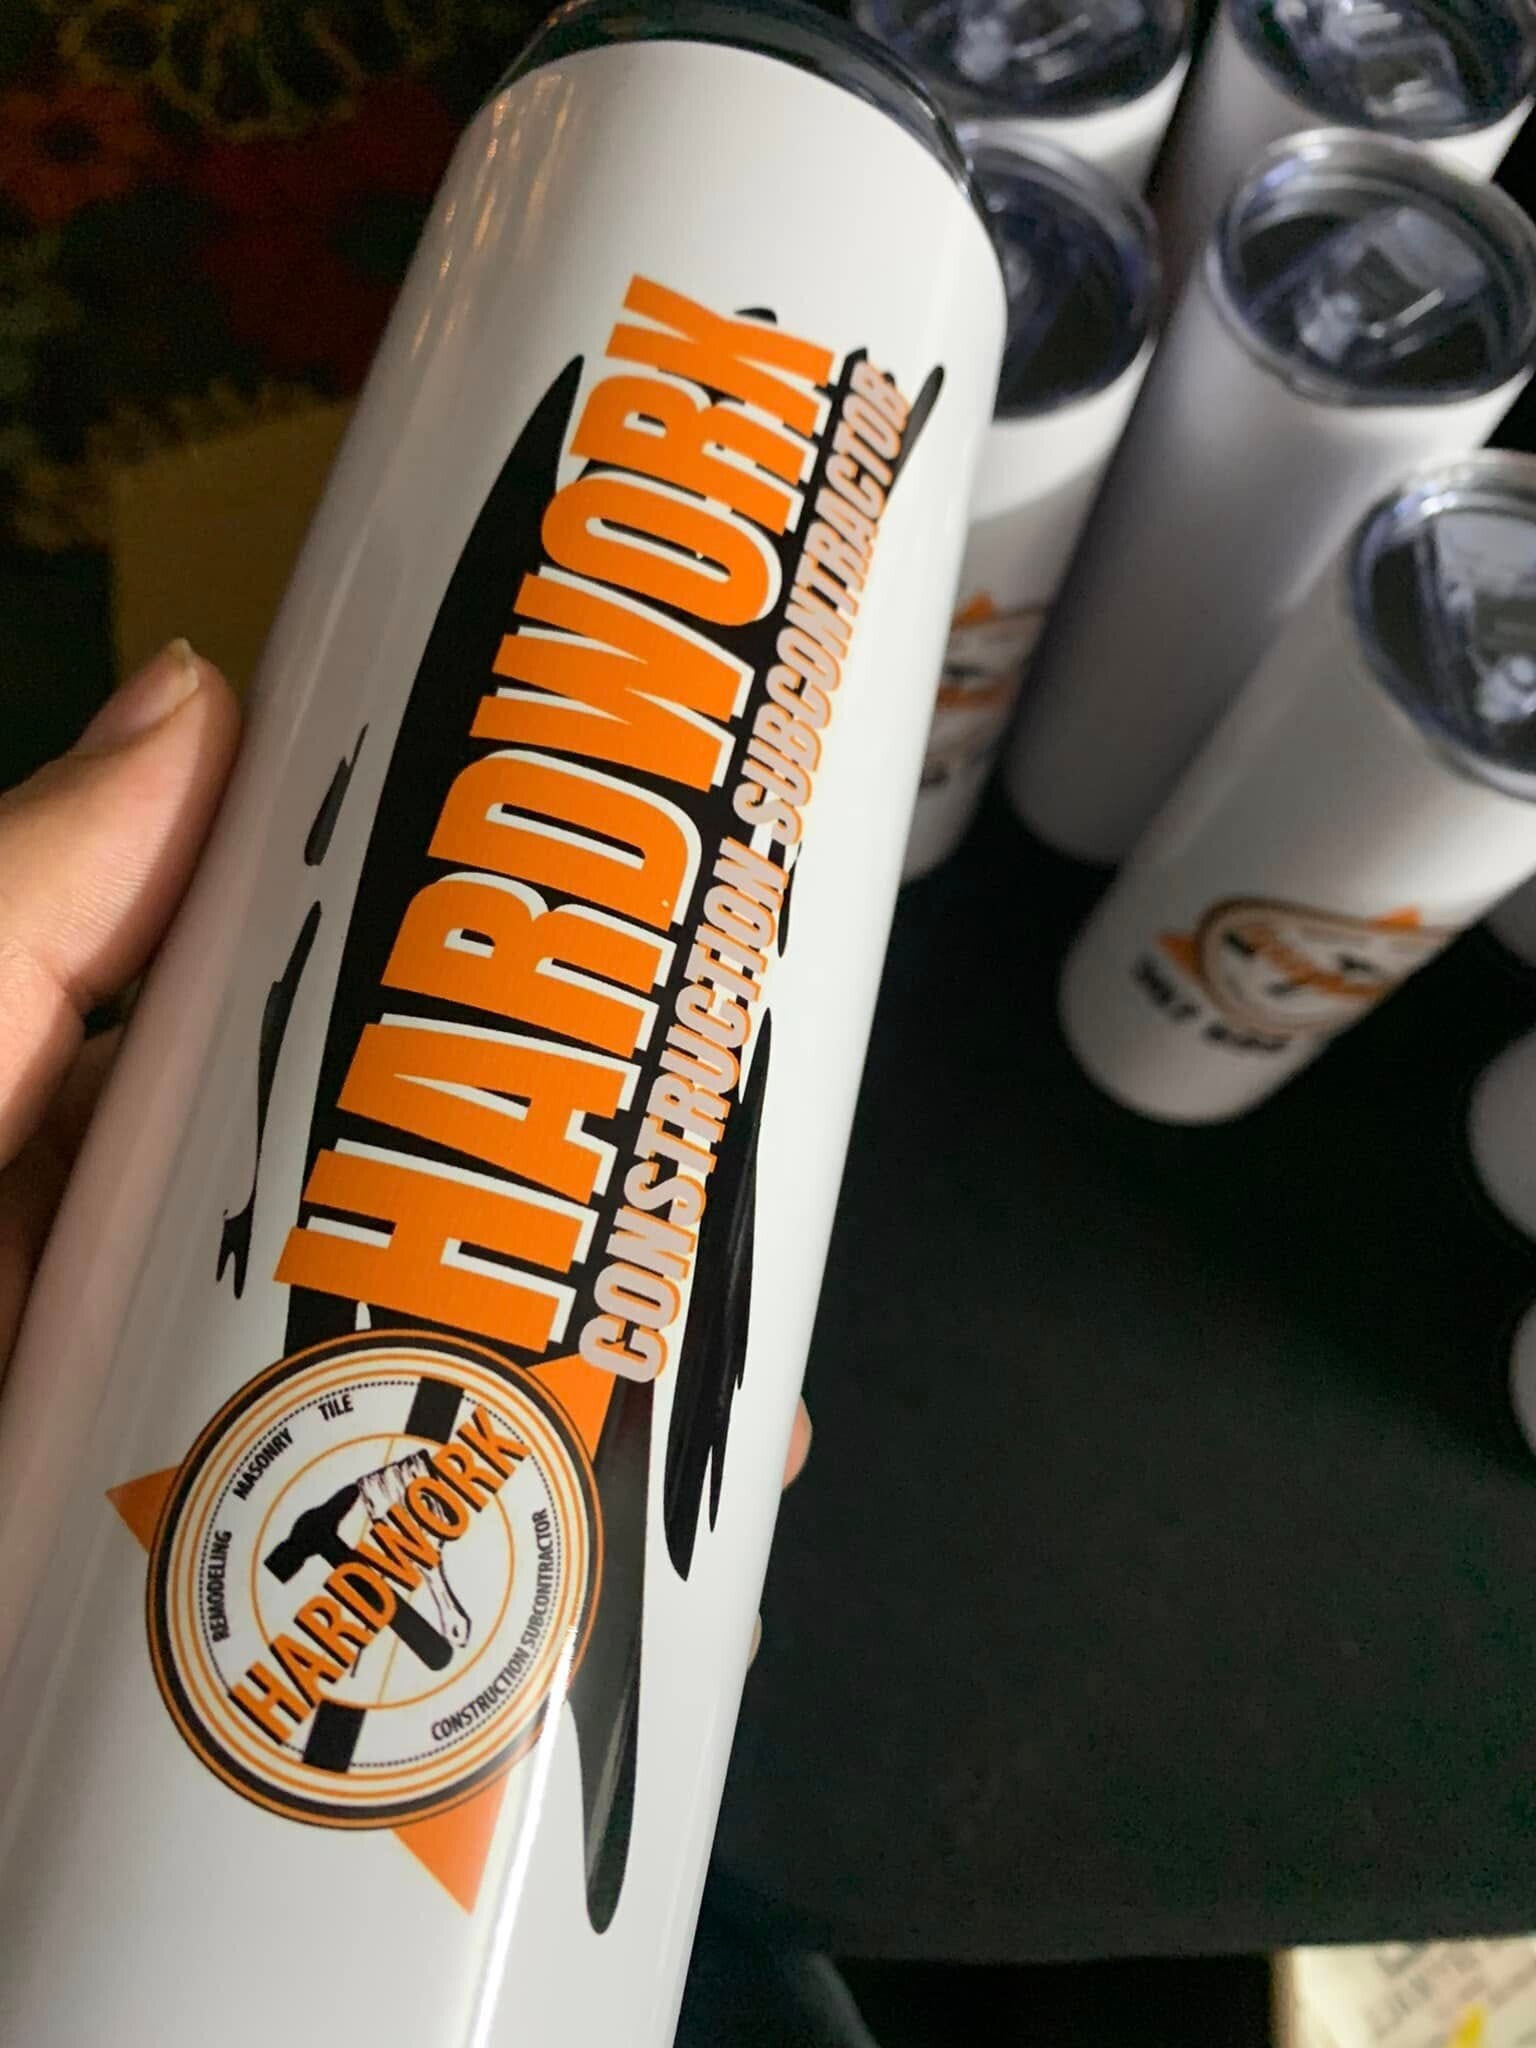 HARDWORK
CONSTRUCTION SUBCONTRACTOR
REMODELING MASONRY TILE
HARDWORK
CONSTRUCTION SUBCONTRACTOR